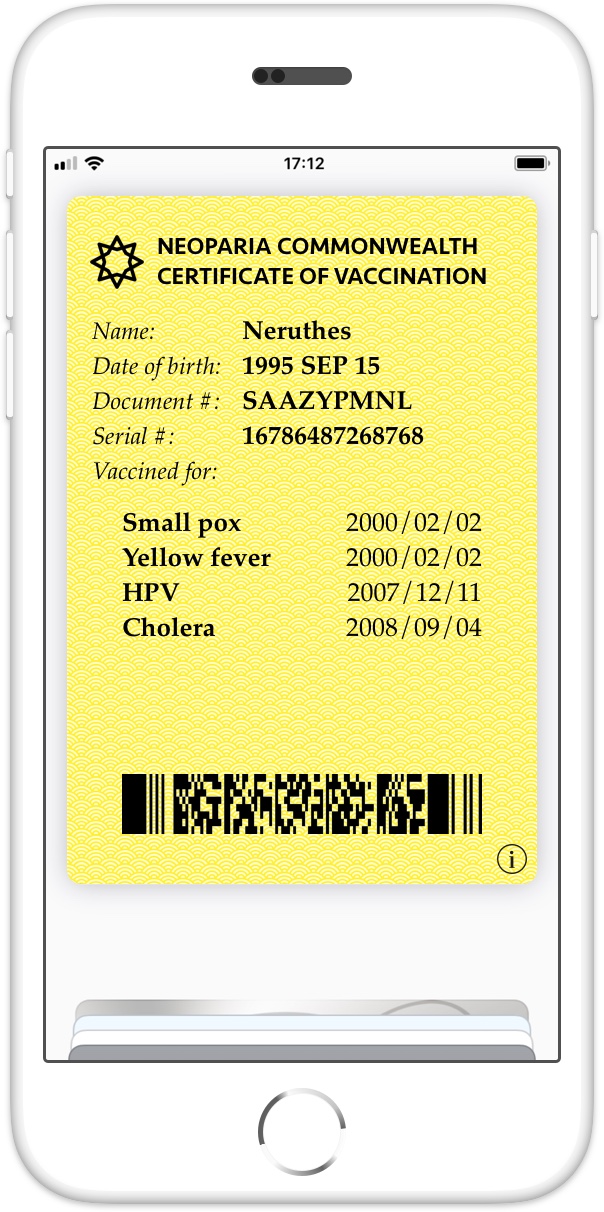 17:12
NEOPARIA COMMONWEALTH
CERTIFICATE OF VACCINATION
Name: Neruthes
Date of birth: 1995 SEP 15
Document #: SAAZYPMNL
Serial #: 16786487268768
Vaccined for:
Small pox 2000/02/02
Yellow fever 2000/02/02
HPV 2007/12/11
Cholera 2008/09/04
i